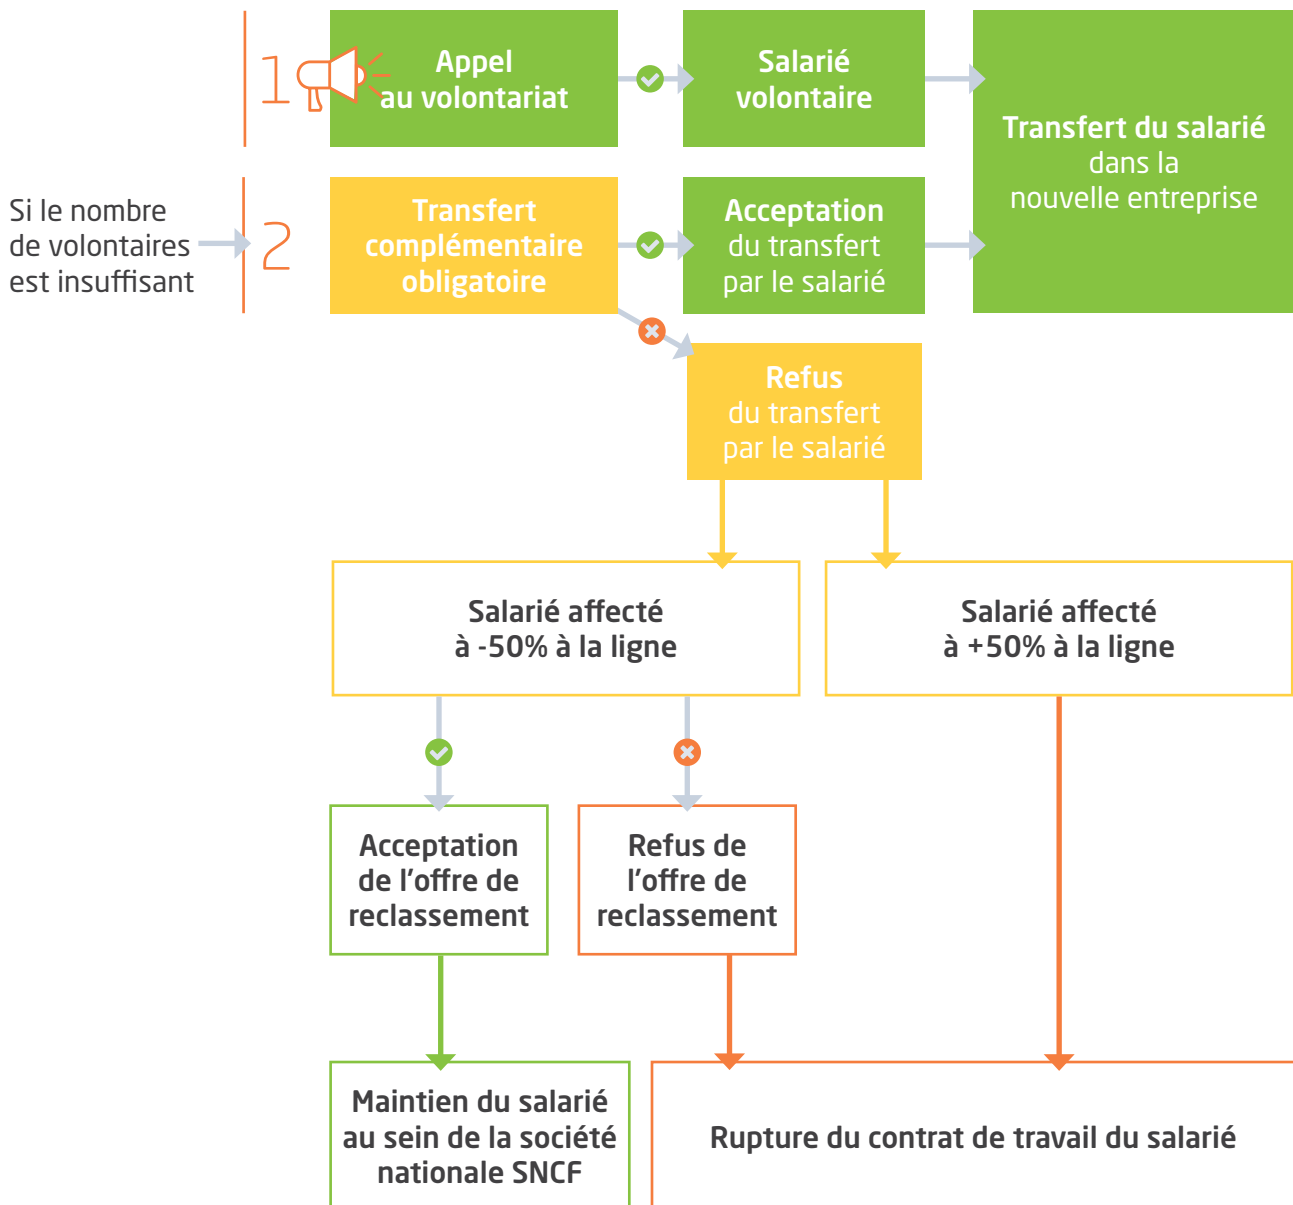 1
Appel
au volontariat
Salarié
volontaire
Transfert du salarié
dans la
nouvelle entreprise
Si le nombre
de volontaires
est insuffisant
2
Transfert
complémentaire
obligatoire
Acceptation
du transfert
par le salarié
Refus
du transfert
par le salarié
Salarié affecté
à -50% à la ligne
Salarié affecté
à +50% à la ligne
Acceptation
de l’offre de
reclassement
Refus de
l’offre de
reclassement
Maintien du salarié
au sein de la société
nationale SNCF
Rupture du contrat de travail du salarié